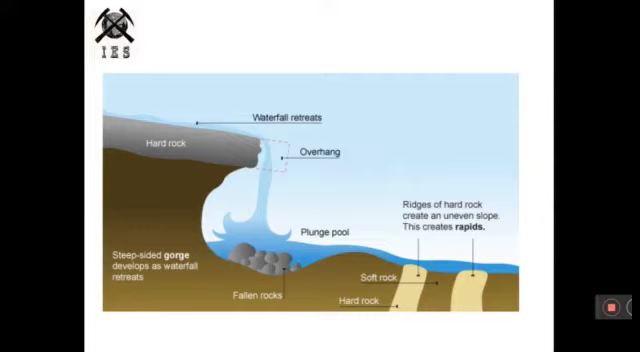 IES
Waterfall retreats
Hard rock
Overhang
Ridges of hard rock
create an uneven slope.
This creates rapids.
Plunge pool
Steep-sided gorge
develops as waterfall
retreats
Soft rock
Fallen rocks
Hard rock